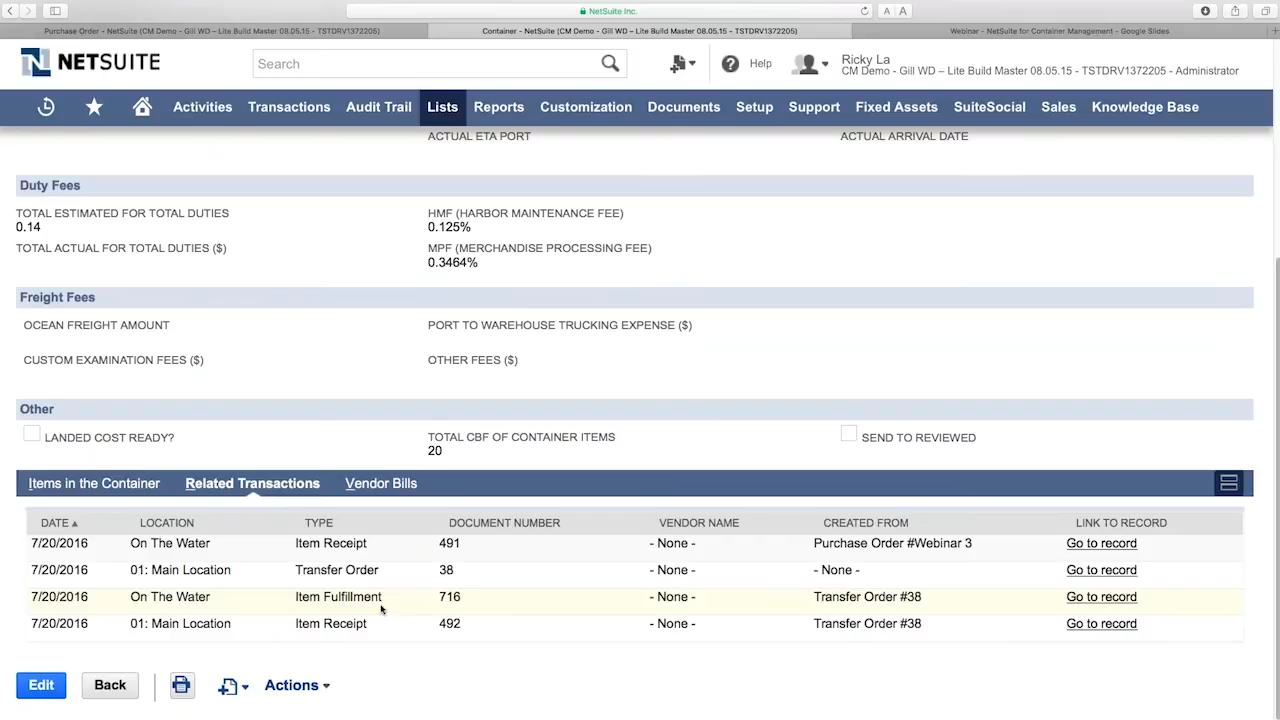 NetSuite Inc.
A A
Purchase Order - NetSuite (CM Demo - Gill WD – Lite Build Master 08.05.15 - TSTDRV1372205)
Container - NetSuite (CM Demo - Gill WD – Lite Build Master 08.05.15 - TSTDRV1372205)
Webinar - NetSuite for Container Management - Google Slides
NETSUITE
Search
Help
Ricky La
CM Demo - Gill WD – Lite Build Master 08.05.15 - TSTDRV1372205 - Administrator
Activities Transactions Audit Trail Lists Reports Customization Documents Setup Support Fixed Assets SuiteSocial Sales Knowledge Base
ACTUAL ETA PORT ACTUAL ARRIVAL DATE
Duty Fees
TOTAL ESTIMATED FOR TOTAL DUTIES HMF (HARBOR MAINTENANCE FEE)
0.14 0.125%
TOTAL ACTUAL FOR TOTAL DUTIES ($) MPF (MERCHANDISE PROCESSING FEE)
0.3464%
Freight Fees
OCEAN FREIGHT AMOUNT PORT TO WAREHOUSE TRUCKING EXPENSE ($)
CUSTOM EXAMINATION FEES ($) OTHER FEES ($)
Other
LANDED COST READY? TOTAL CBF OF CONTAINER ITEMS SEND TO REVIEWED
20
Items in the Container Related Transactions Vendor Bills
DATE LOCATION TYPE DOCUMENT NUMBER VENDOR NAME CREATED FROM LINK TO RECORD
7/20/2016 On The Water Item Receipt 491 - None - Purchase Order #Webinar 3 Go to record
7/20/2016 01: Main Location Transfer Order 38 - None - - None - Go to record
7/20/2016 On The Water Item Fulfillment 716 - None - Transfer Order #38 Go to record
7/20/2016 01: Main Location Item Receipt 492 - None - Transfer Order #38 Go to record
Edit Back Actions